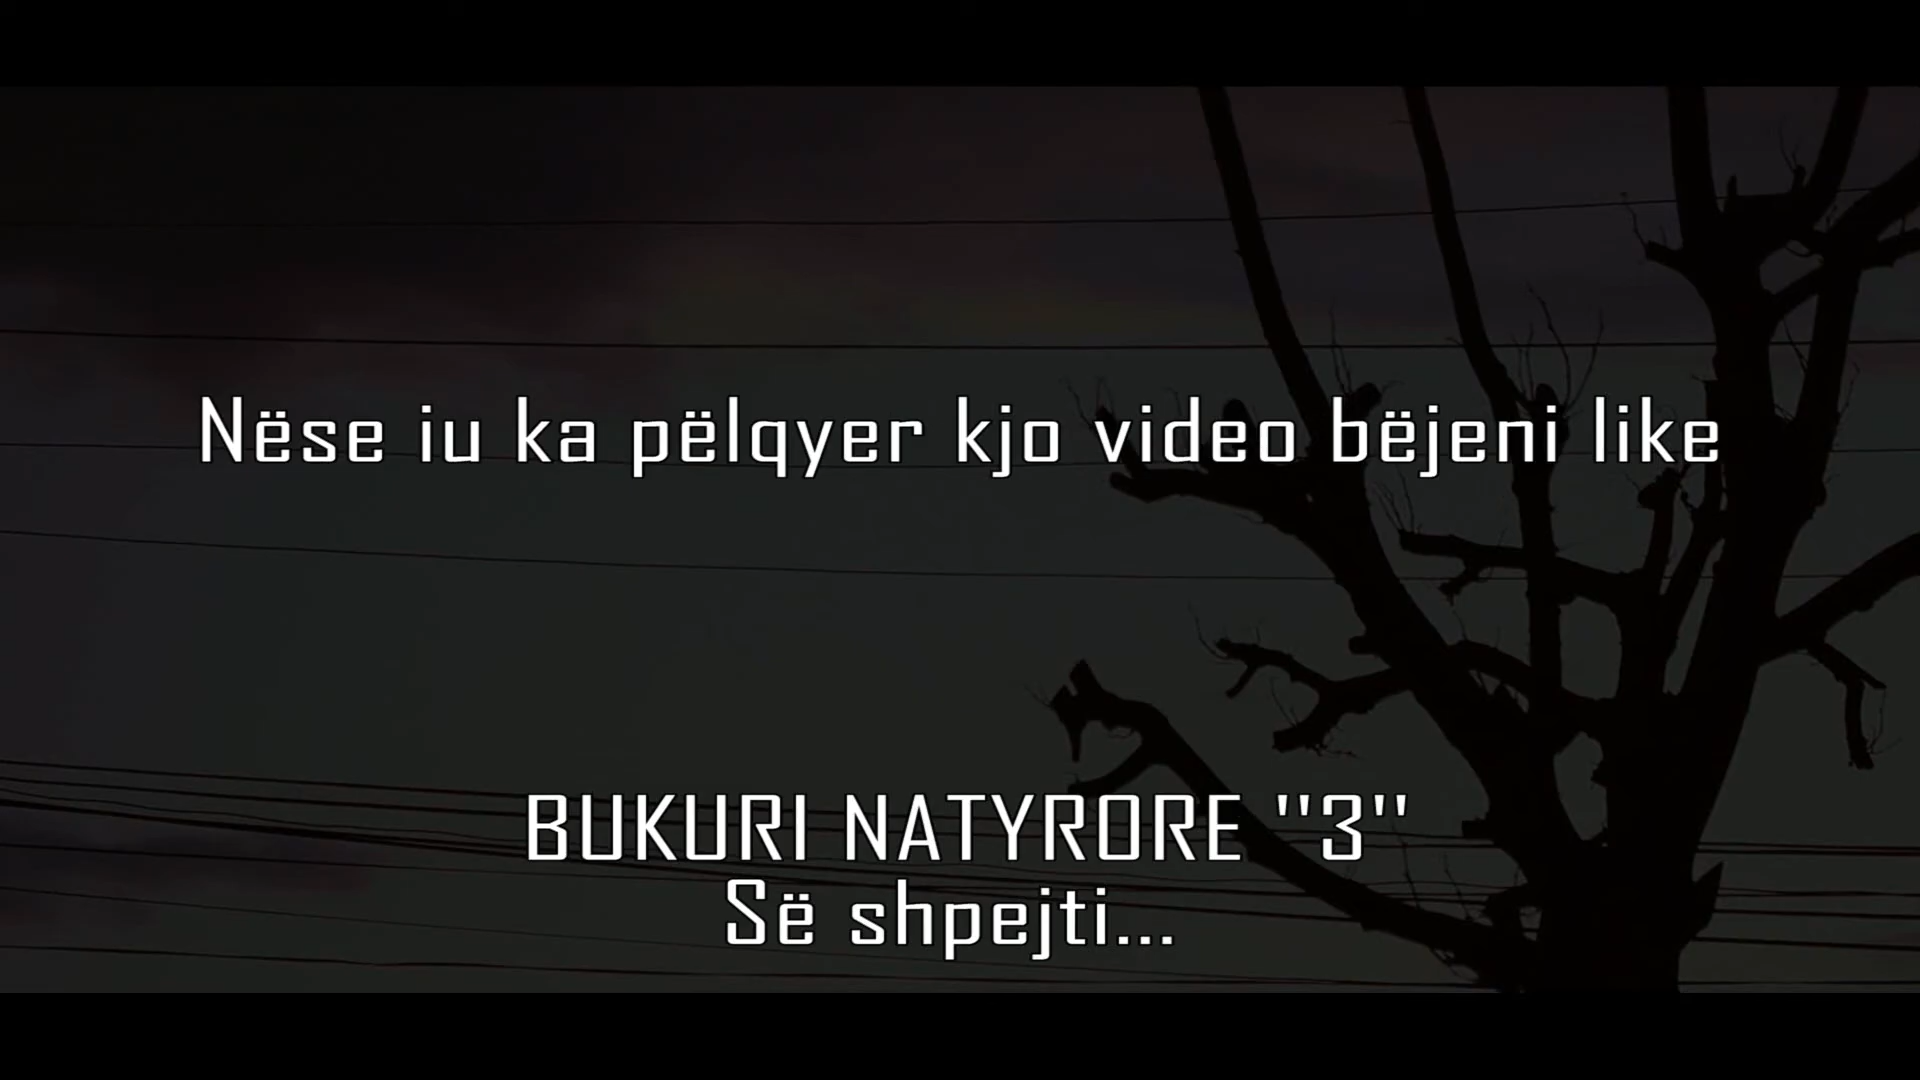 Nëse iu ka pëlqyer kjo video bëjeni like
BUKURI NATYRORE "3"
Së shpejti...